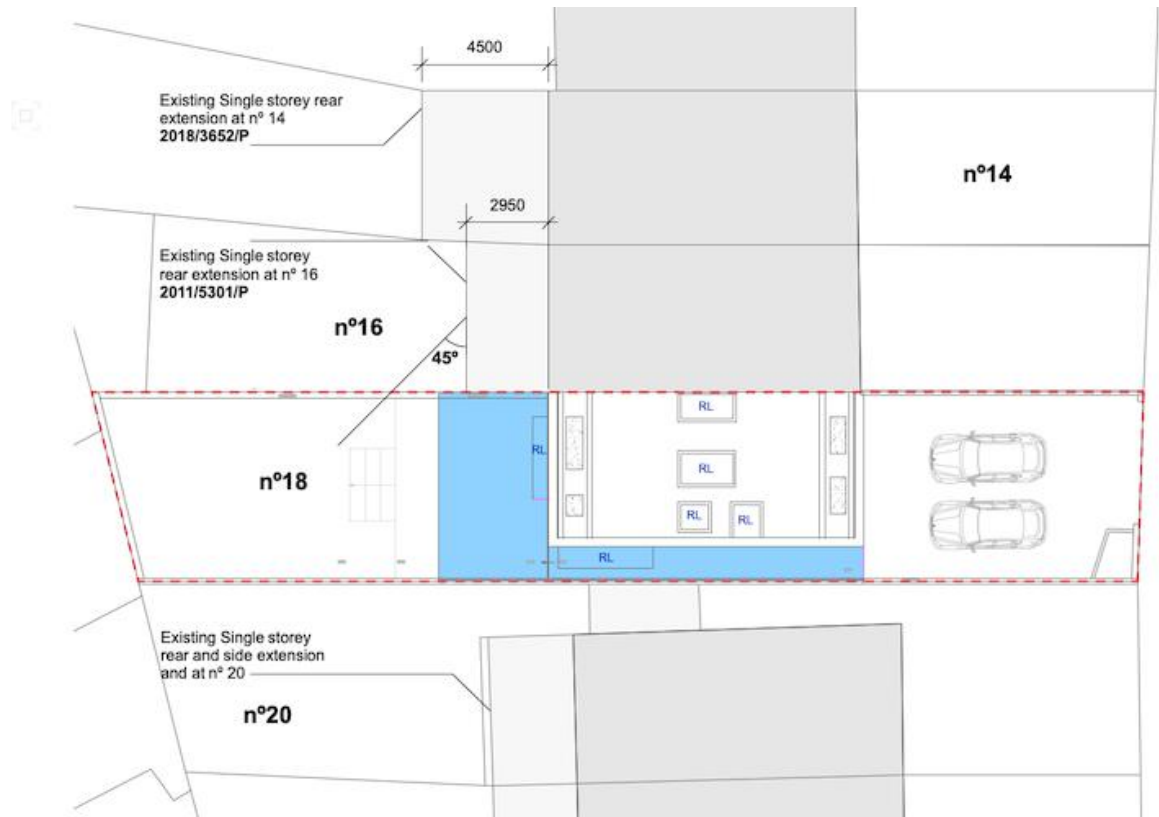 4500
Existing Single storey rear
extension at nº 14
2018/3652/P
nº14
2950
Existing Single storey
rear extension at nº 16
2011/5301/P
nº16
45º
RL
RL
nº18
RL
RL
RL
RL
Existing Single storey
rear and side extension
and at nº 20
nº20